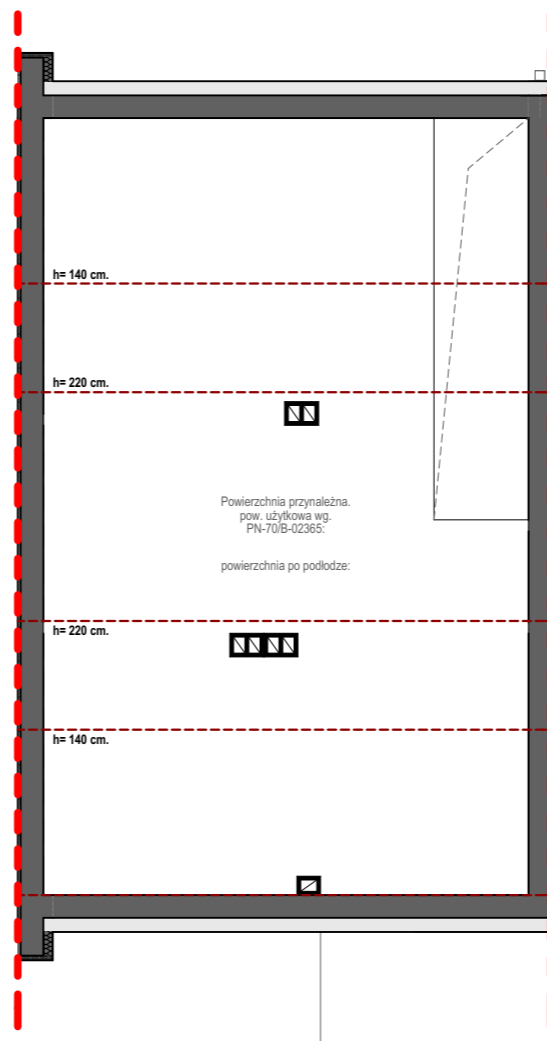 h= 140 cm.
h= 220 cm.
Powierzchnia przynależna.
pow. użytkowa wg.
PN-70/B-02365:
powierzchnia po podłodze:
h= 220 cm.
h= 140 cm.